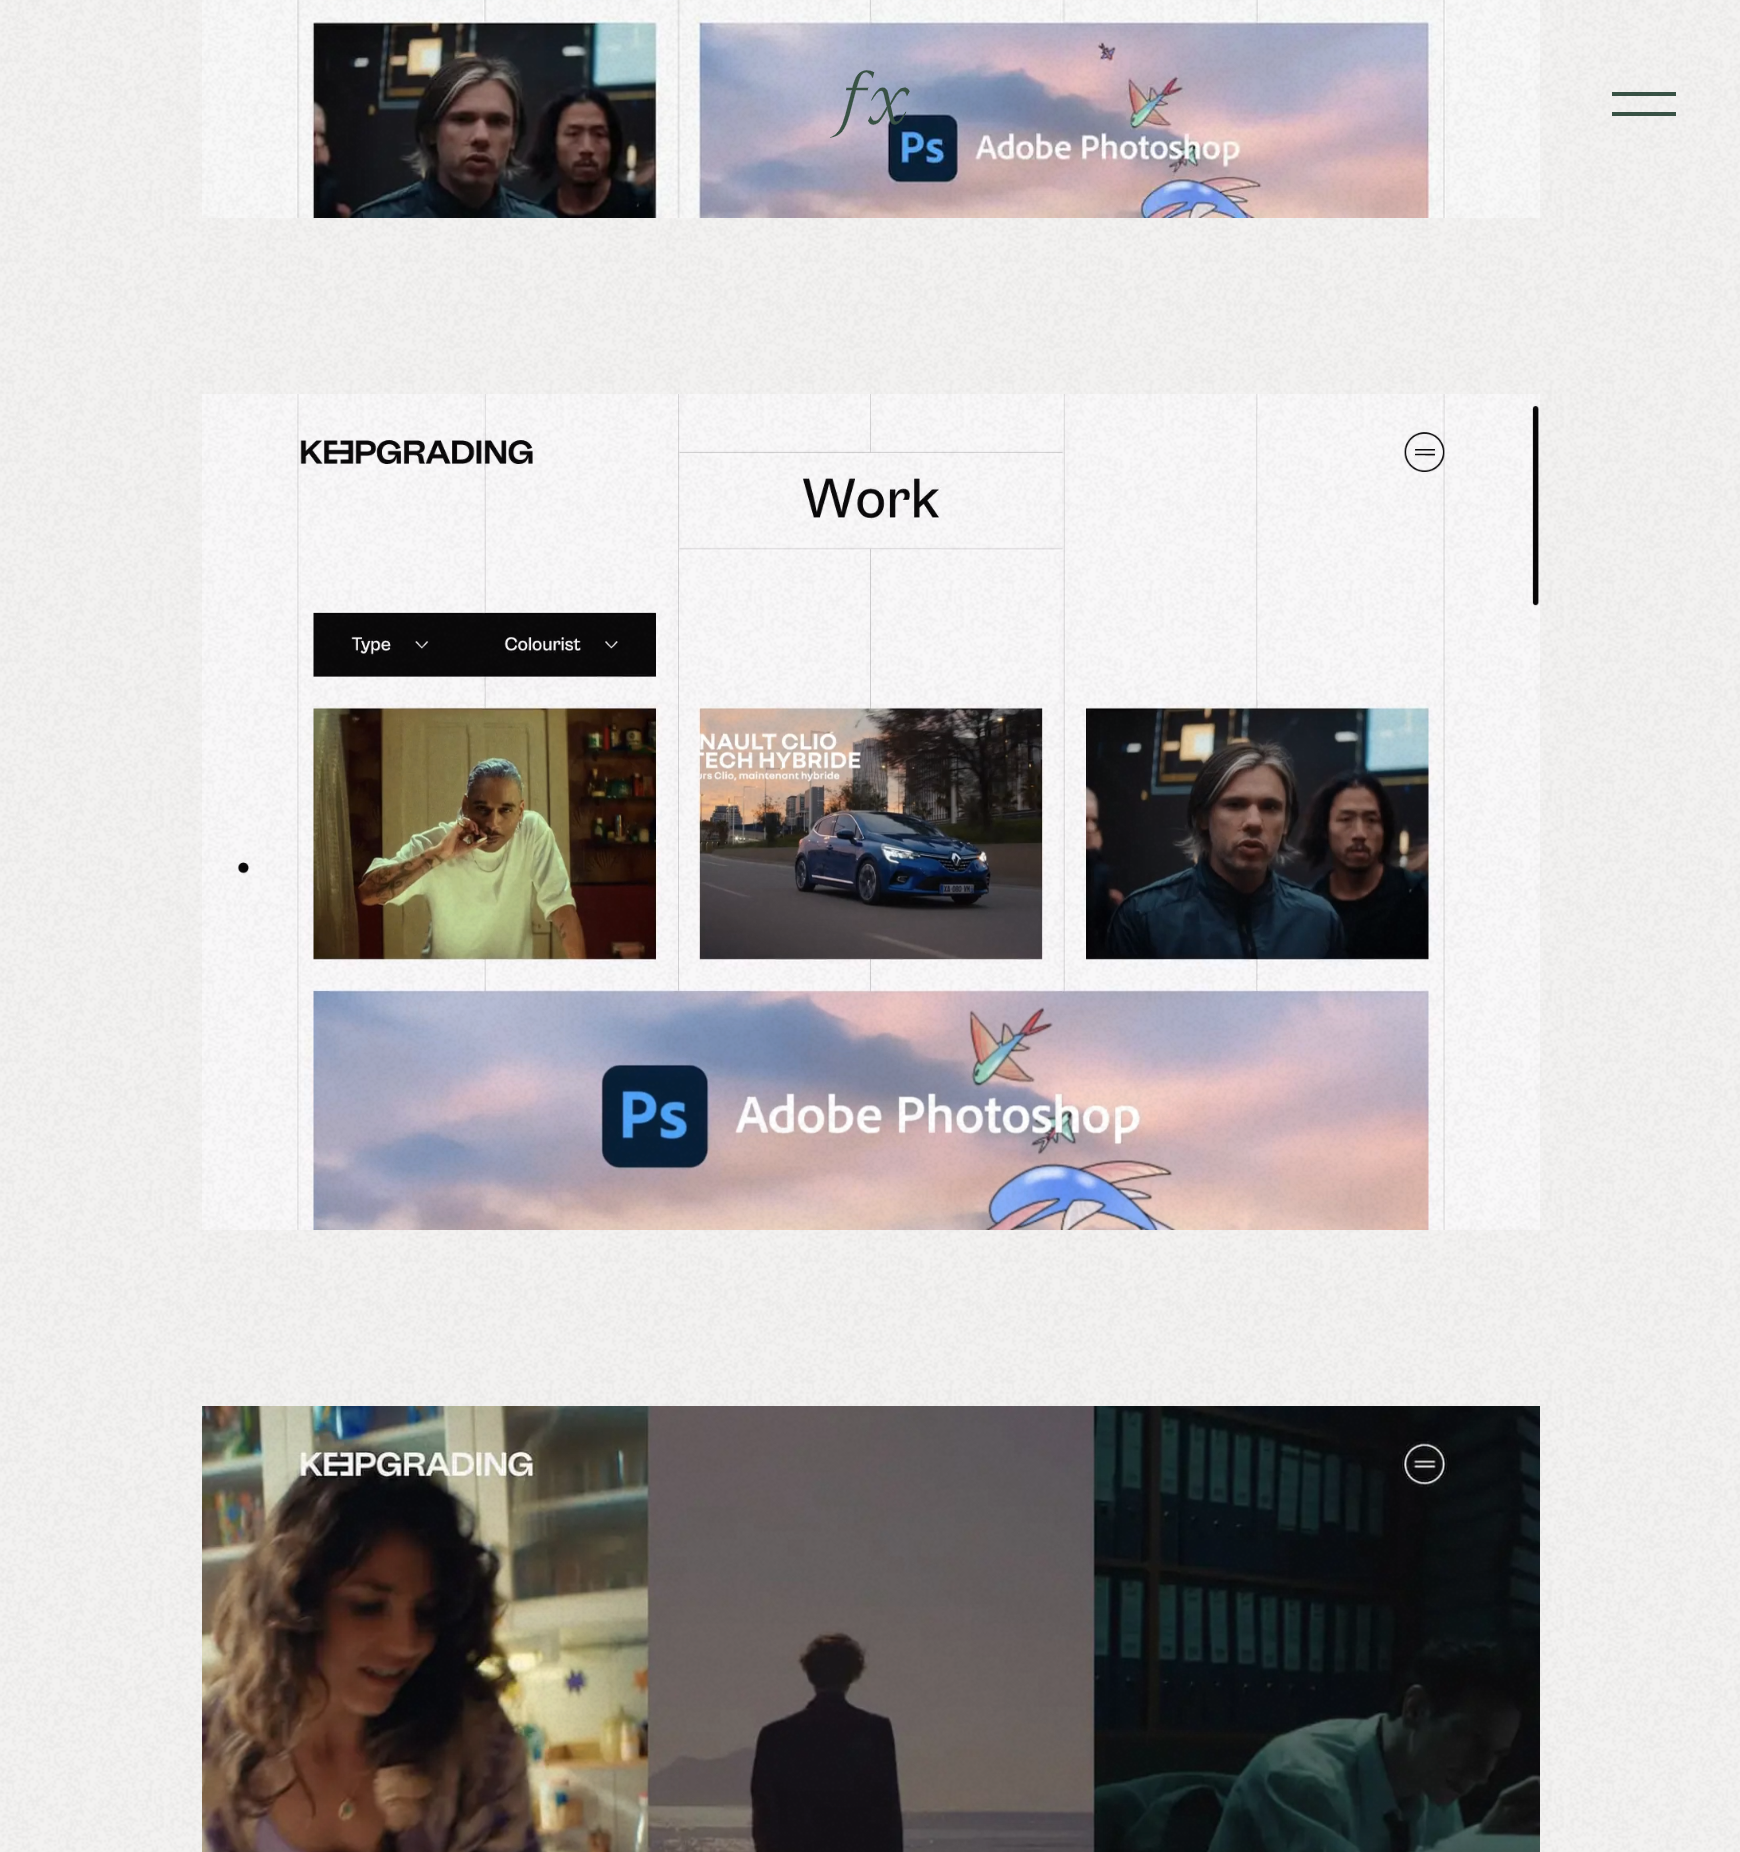 fx
Ps Adobe Photoshop
KEEPGRADING
Work
Type Colourist
NAULT CLIO
TECH HYBRIDE
rs Clio, maintenant hybride
Ps Adobe Photoshop
KEEPGRADING